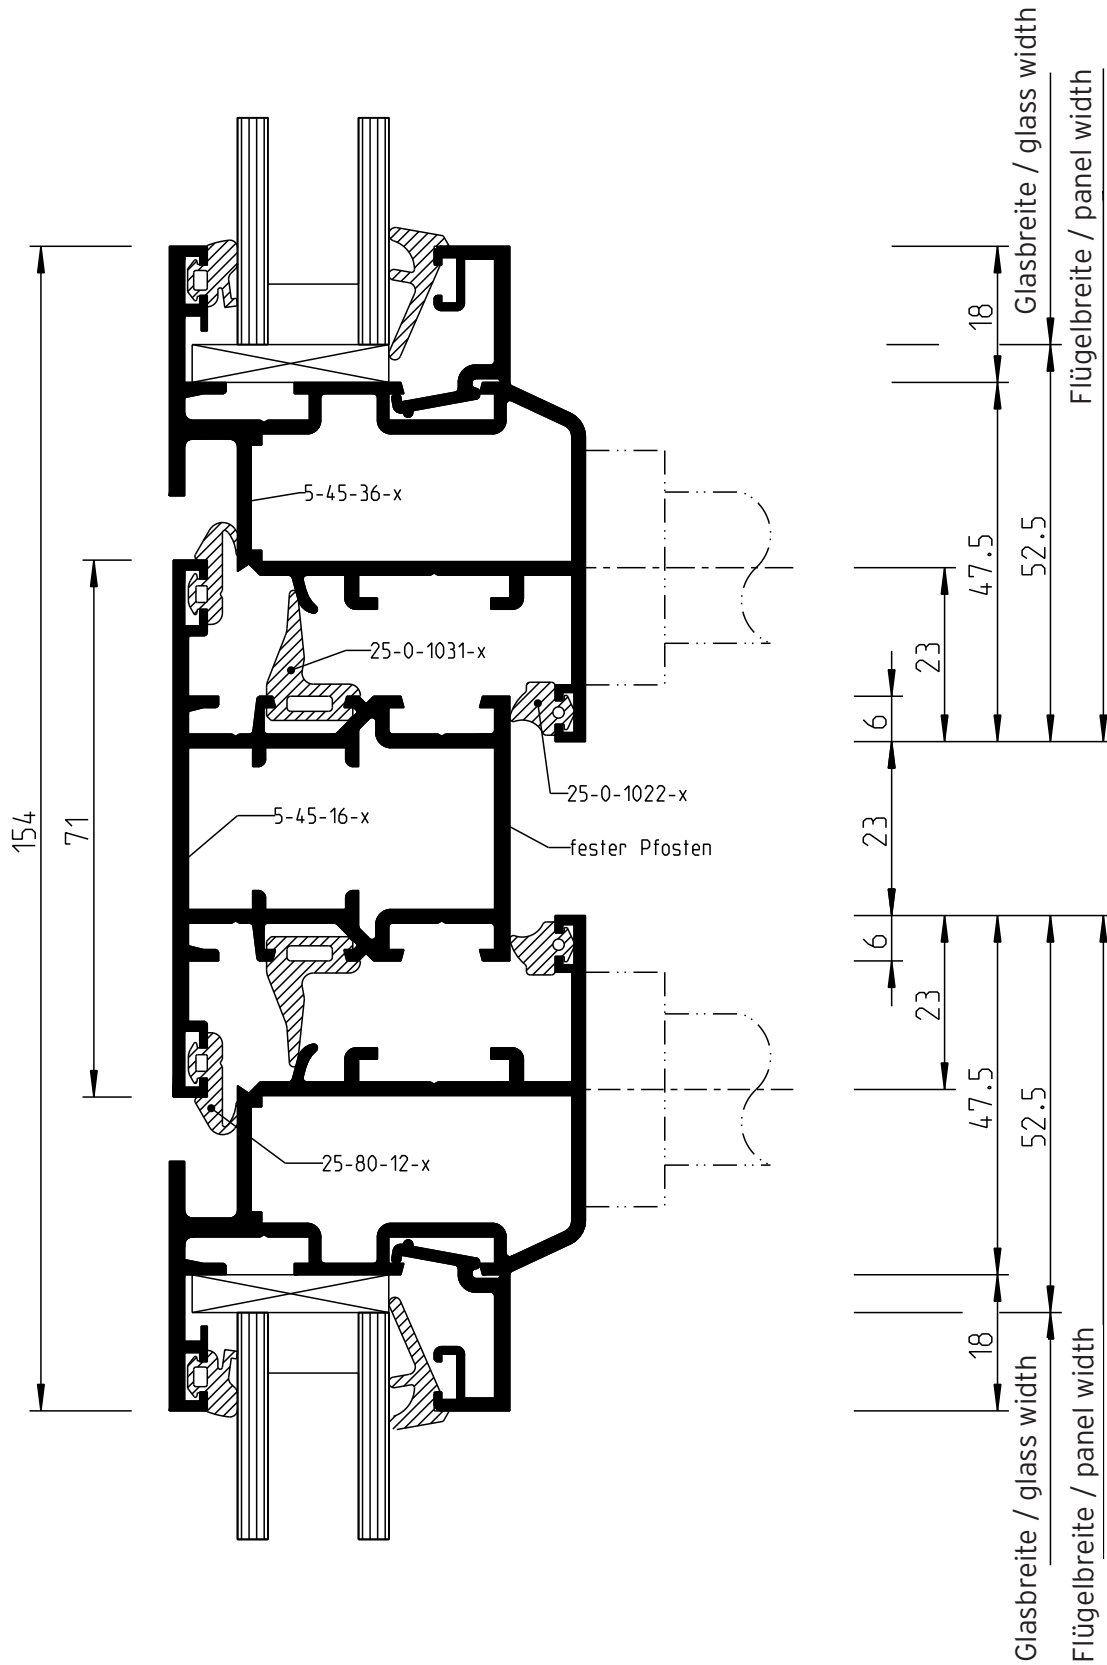 154
71
5-45-36-x
25-0-1031-x
25-0-1022-x
5-45-16-x
fester Pfosten
25-80-12-x
Glasbreite / glass width
Flügelbreite / panel width
18
47.5
52.5
23
6
23
6
23
47.5
52.5
18
Glasbreite / glass width
Flügelbreite / panel width